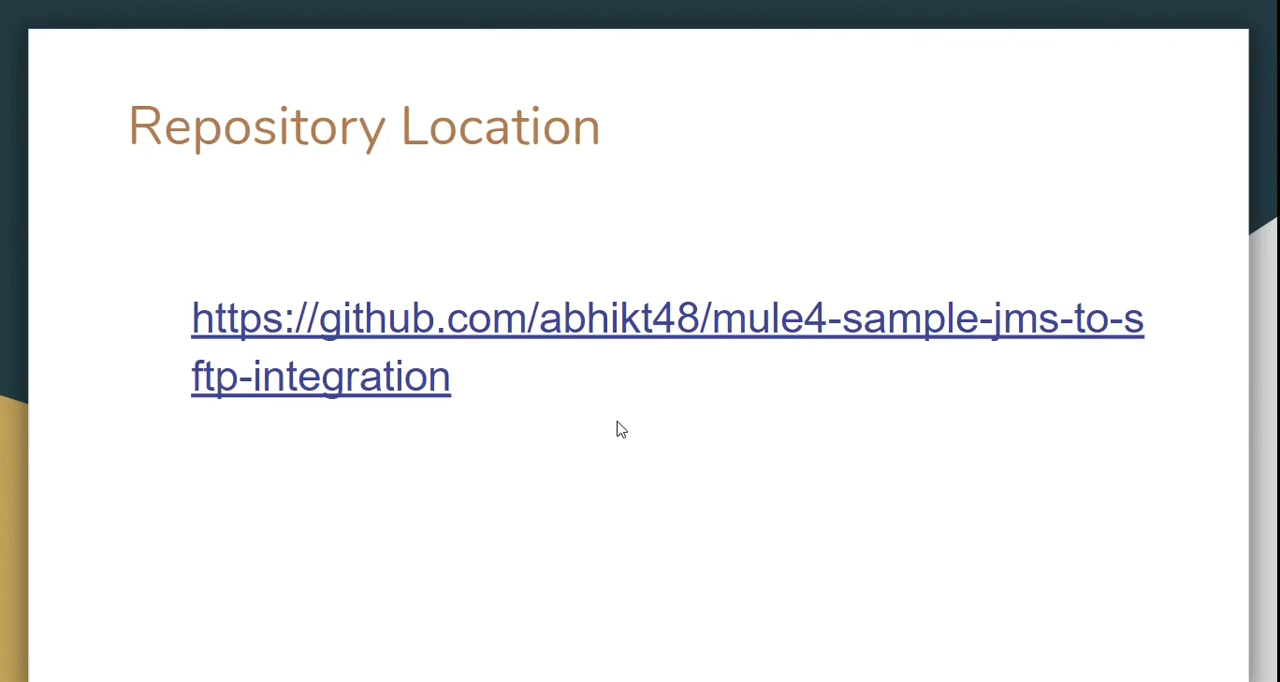 Repository Location
https://github.com/abhikt48/mule4-sample-jms-to-s
ftp-integration